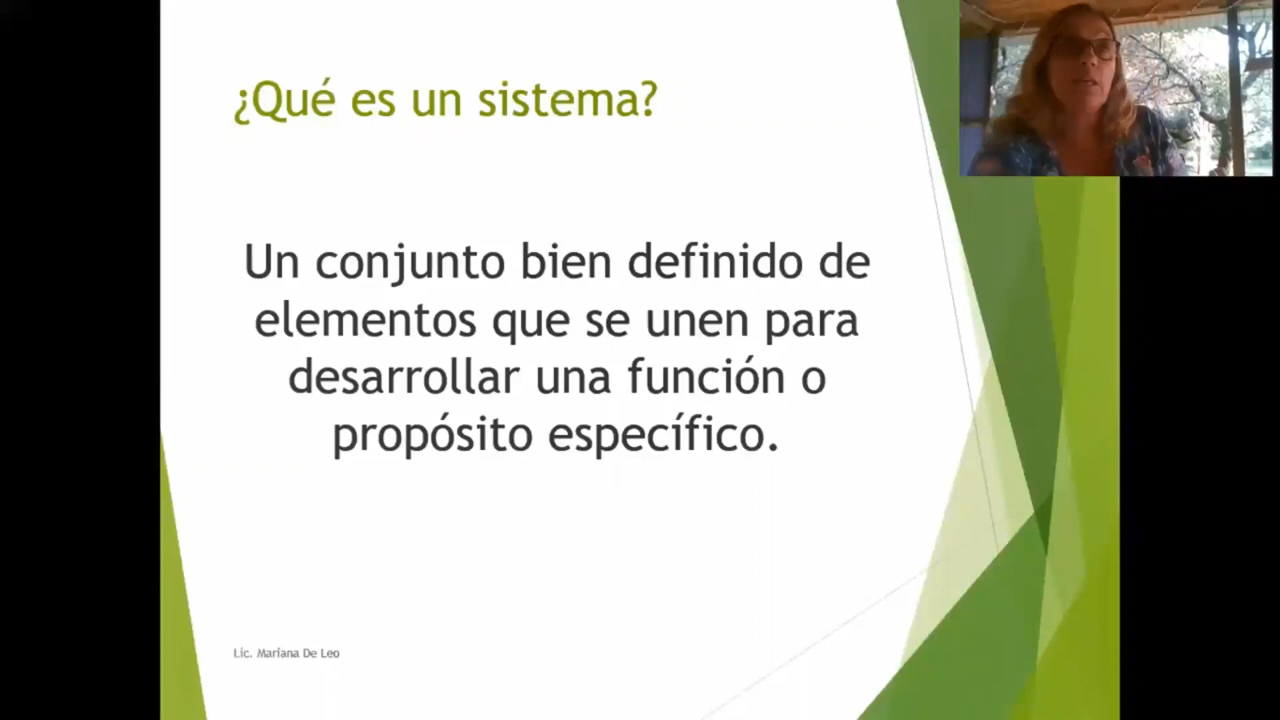 ¿Qué es un sistema?
Un conjunto bien definido de
elementos que se unen para
desarrollar una función o
propósito específico.
Lic. Mariana De Leo